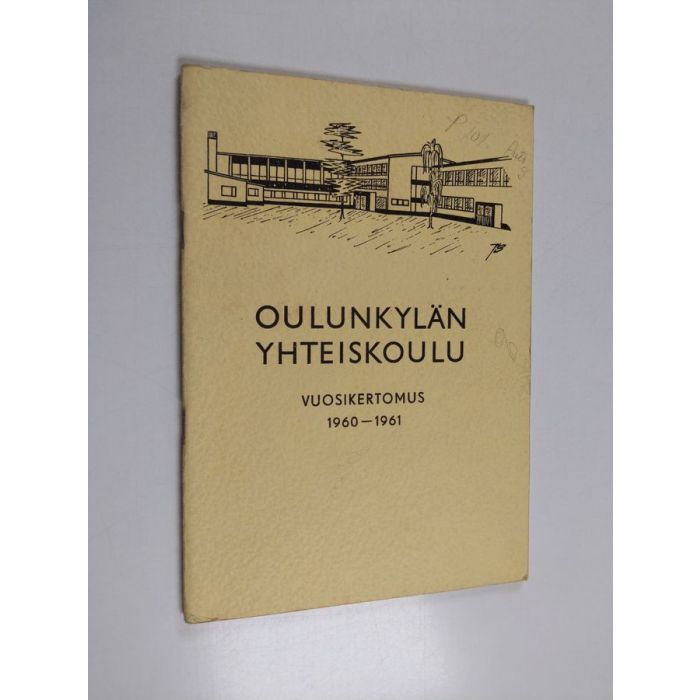 OULUNKYLÄN
YHTEISKOULU
VUOSIKERTOMUS
1960—1961